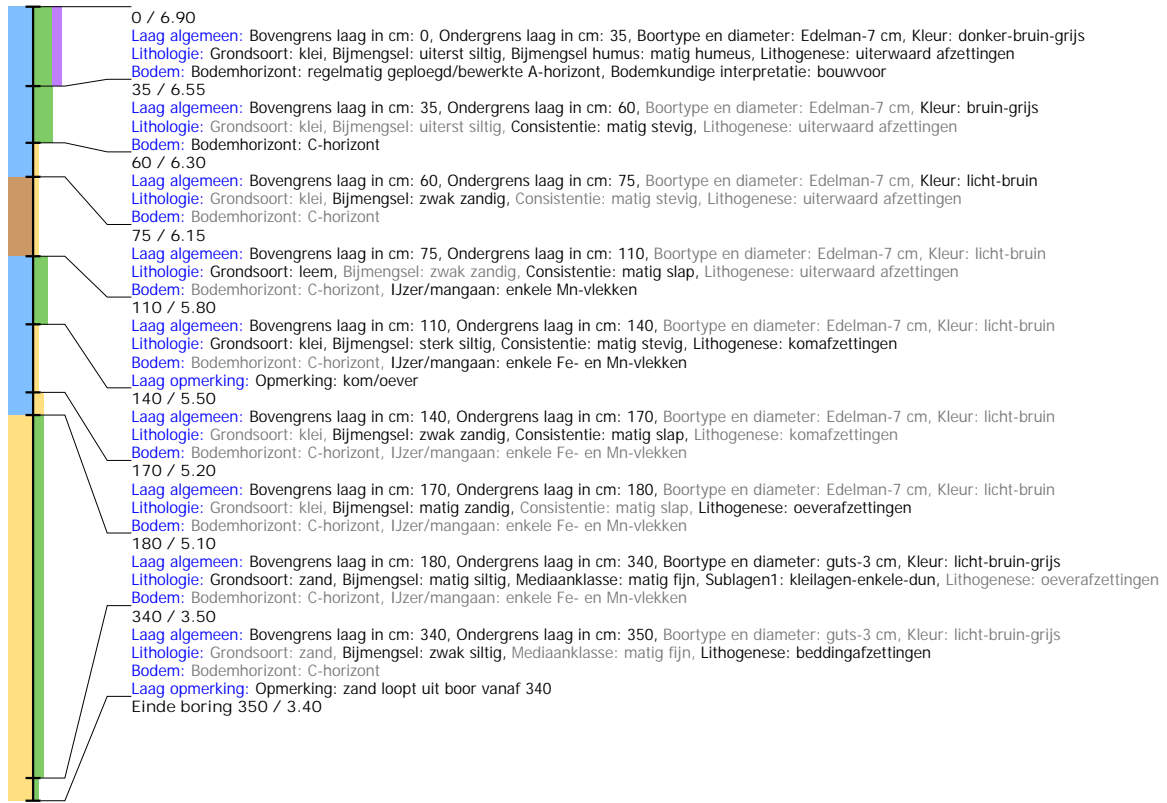 0 / 6.90
Laag algemeen: Bovengrens laag in cm: 0, Ondergrens laag in cm: 35, Boortype en diameter: Edelman-7 cm, Kleur: donker-bruin-grijs
Lithologie: Grondsoort: klei, Bijmengsel: uiterst siltig, Bijmengsel humus: matig humeus, Lithogenese: uiterwaard afzettingen
Bodem: Bodemhorizont: regelmatig geploegd/bewerkte A-horizont, Bodemkundige interpretatie: bouwvoor
35 / 6.55
Laag algemeen: Bovengrens laag in cm: 35, Ondergrens laag in cm: 60, Boortype en diameter: Edelman-7 cm, Kleur: bruin-grijs
Lithologie: Grondsoort: klei, Bijmengsel: uiterst siltig, Consistentie: matig stevig, Lithogenese: uiterwaard afzettingen
Bodem: Bodemhorizont: C-horizont
60 / 6.30
Laag algemeen: Bovengrens laag in cm: 60, Ondergrens laag in cm: 75, Boortype en diameter: Edelman-7 cm, Kleur: licht-bruin
Lithologie: Grondsoort: klei, Bijmengsel: zwak zandig, Consistentie: matig stevig, Lithogenese: uiterwaard afzettingen
Bodem: Bodemhorizont: C-horizont
75 / 6.15
Laag algemeen: Bovengrens laag in cm: 75, Ondergrens laag in cm: 110, Boortype en diameter: Edelman-7 cm, Kleur: licht-bruin
Lithologie: Grondsoort: leem, Bijmengsel: zwak zandig, Consistentie: matig slap, Lithogenese: uiterwaard afzettingen
Bodem: Bodemhorizont: C-horizont, IJzer/mangaan: enkele Mn-vlekken
110 / 5.80
Laag algemeen: Bovengrens laag in cm: 110, Ondergrens laag in cm: 140, Boortype en diameter: Edelman-7 cm, Kleur: licht-bruin
Lithologie: Grondsoort: klei, Bijmengsel: sterk siltig, Consistentie: matig stevig, Lithogenese: komafzettingen
Bodem: Bodemhorizont: C-horizont, IJzer/mangaan: enkele Fe- en Mn-vlekken
Laag opmerking: Opmerking: kom/oever
140 / 5.50
Laag algemeen: Bovengrens laag in cm: 140, Ondergrens laag in cm: 170, Boortype en diameter: Edelman-7 cm, Kleur: licht-bruin
Lithologie: Grondsoort: klei, Bijmengsel: zwak zandig, Consistentie: matig slap, Lithogenese: komafzettingen
Bodem: Bodemhorizont: C-horizont, IJzer/mangaan: enkele Fe- en Mn-vlekken
170 / 5.20
Laag algemeen: Bovengrens laag in cm: 170, Ondergrens laag in cm: 180, Boortype en diameter: Edelman-7 cm, Kleur: licht-bruin
Lithologie: Grondsoort: klei, Bijmengsel: matig zandig, Consistentie: matig slap, Lithogenese: oeverafzettingen
Bodem: Bodemhorizont: C-horizont, IJzer/mangaan: enkele Fe- en Mn-vlekken
180 / 5.10
Laag algemeen: Bovengrens laag in cm: 180, Ondergrens laag in cm: 340, Boortype en diameter: guts-3 cm, Kleur: licht-bruin-grijs
Lithologie: Grondsoort: zand, Bijmengsel: matig siltig, Mediaanklasse: matig fijn, Sublagen1: kleilagen-enkele-dun, Lithogenese: oeverafzettingen
Bodem: Bodemhorizont: C-horizont, IJzer/mangaan: enkele Fe- en Mn-vlekken
340 / 3.50
Laag algemeen: Bovengrens laag in cm: 340, Ondergrens laag in cm: 350, Boortype en diameter: guts-3 cm, Kleur: licht-bruin-grijs
Lithologie: Grondsoort: zand, Bijmengsel: zwak siltig, Mediaanklasse: matig fijn, Lithogenese: beddingafzettingen
Bodem: Bodemhorizont: C-horizont
Laag opmerking: Opmerking: zand loopt uit boor vanaf 340
Einde boring 350 / 3.40